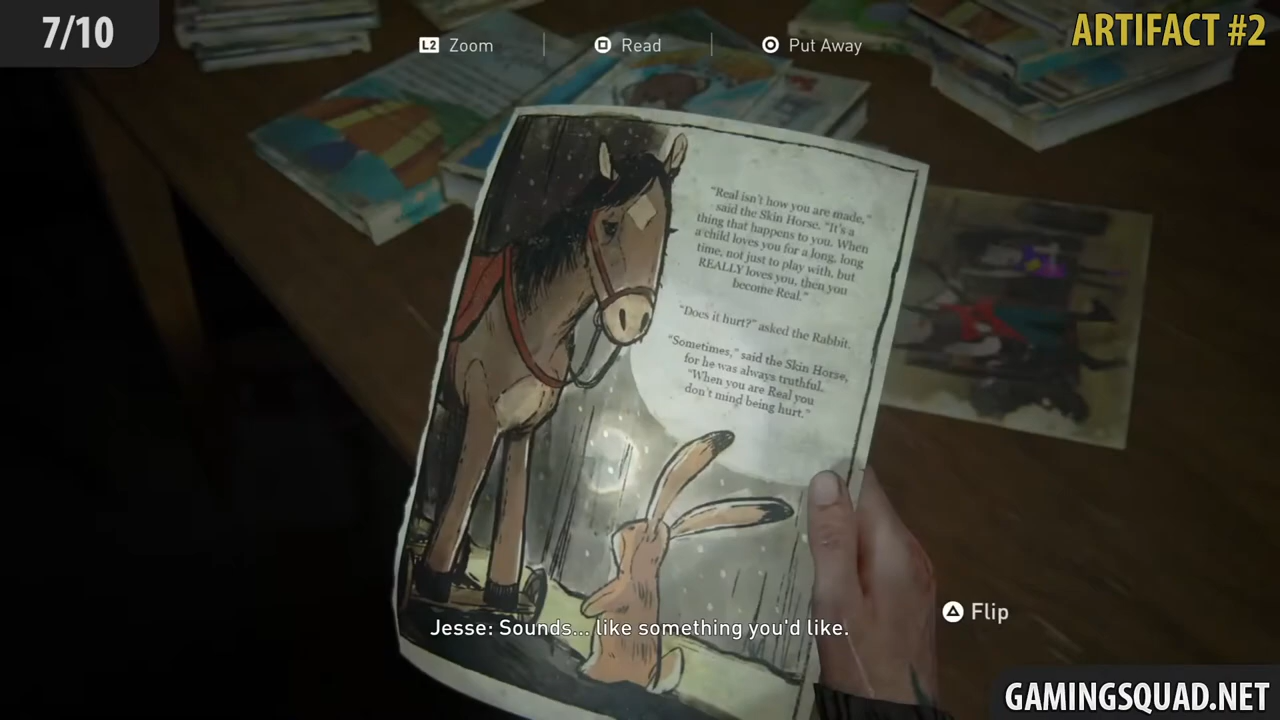 7/10
L2 Zoom
Read
Put Away
ARTIFACT #2
"Real isn't how you are made,"
said the Skin Horse. "It's a
thing that happens to you. When
a child loves you for a long, long
time, not just to play with, but
REALLY loves you, then you
become Real."
"Does it hurt?" asked the Rabbit.
"Sometimes," said the Skin Horse,
for he was always truthful.
"When you are Real you
don't mind being hurt."
Flip
Jesse: Sounds... like something you'd like.
GAMINGSQUAD.NET